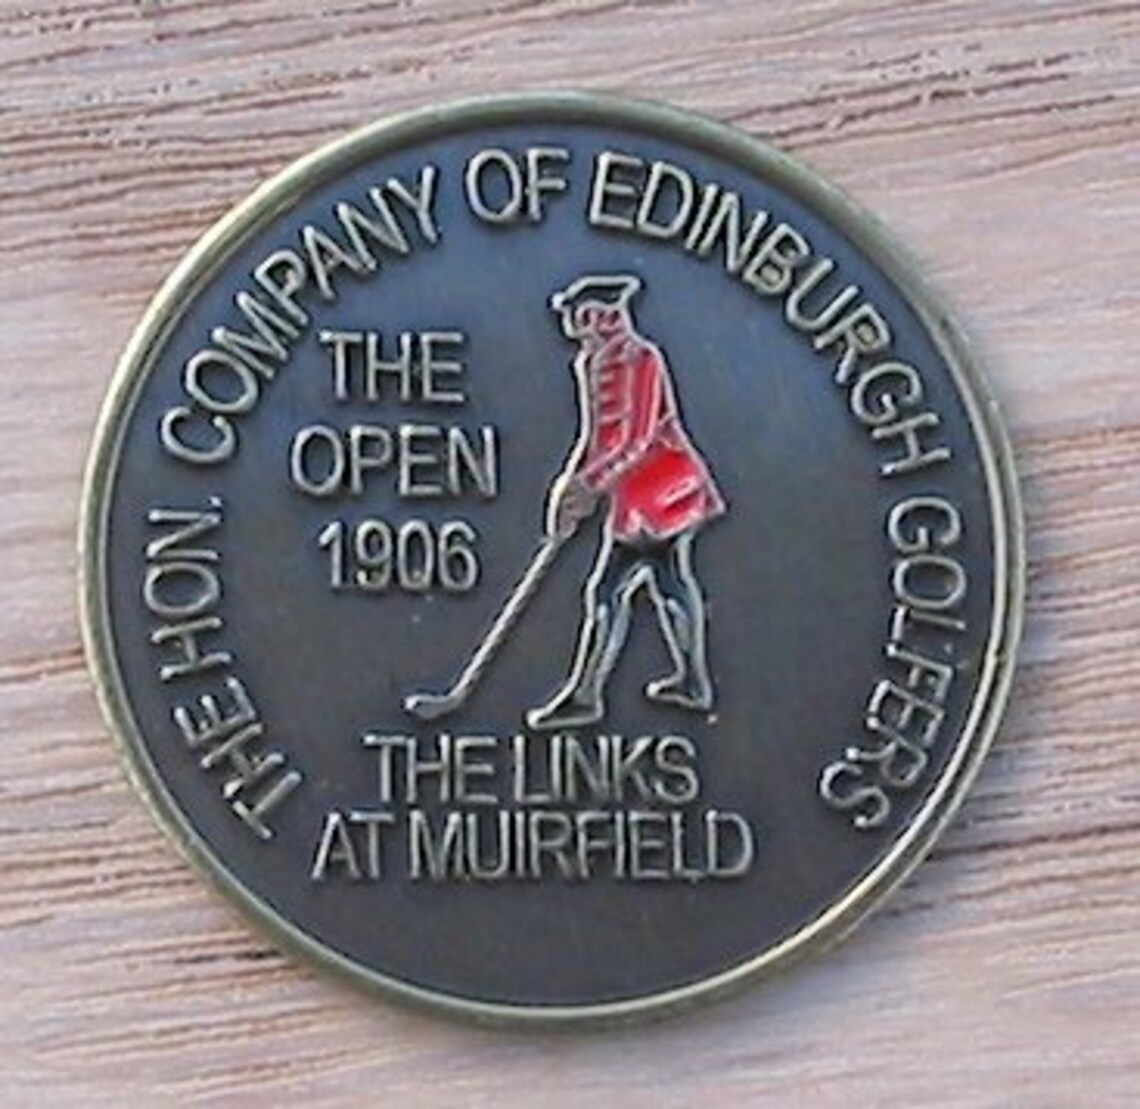 THE HON. COMPANY OF EDINBURGH GOLFERS
THE
OPEN
1906
THE LINKS
AT MUIRFIELD